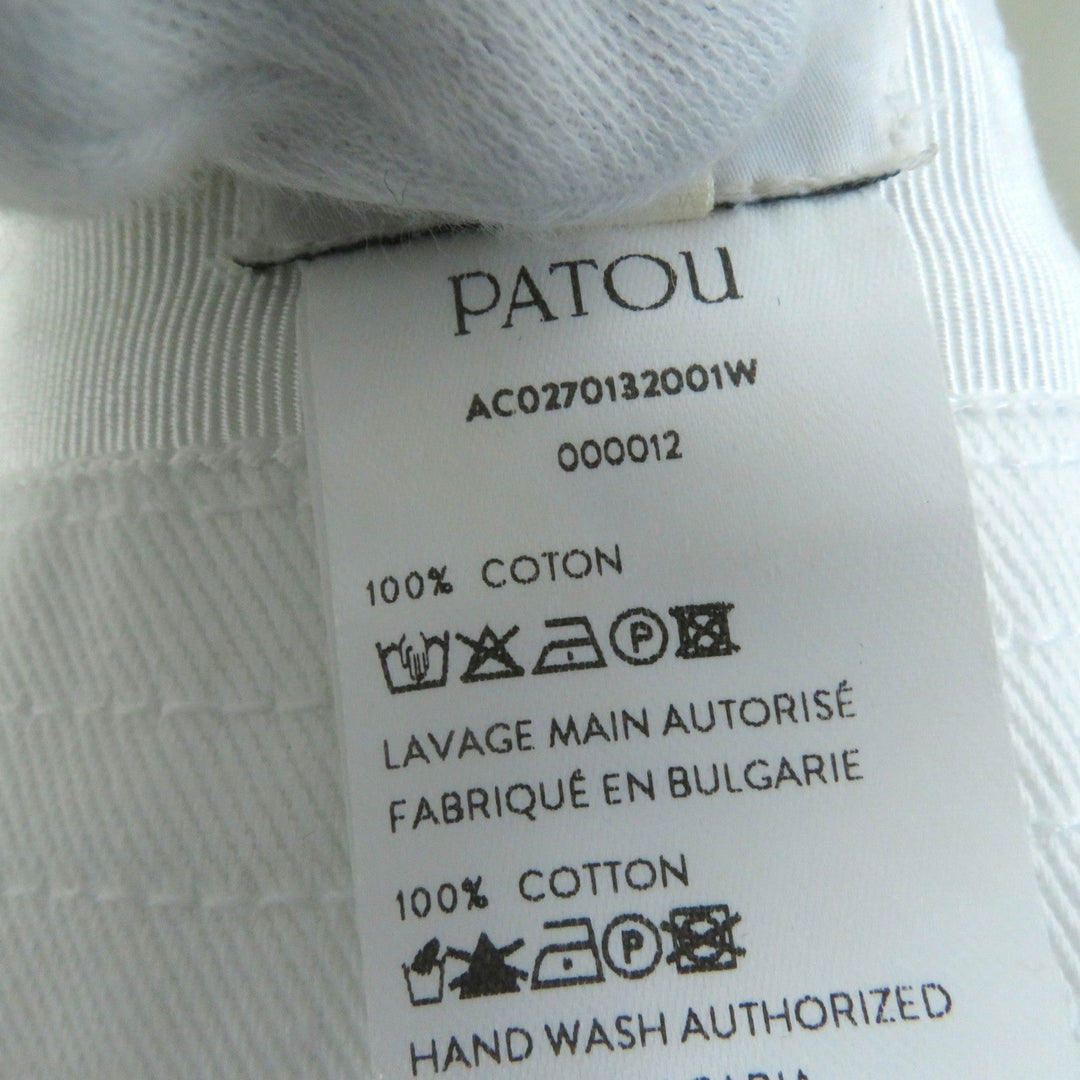 PATOU
AC0270132001W
000012
100% COTON
P
LAVAGE MAIN AUTORISÉ
FABRIQUÉ EN BULGARIE
100% COTTON
P
HAND WASH AUTHORIZED